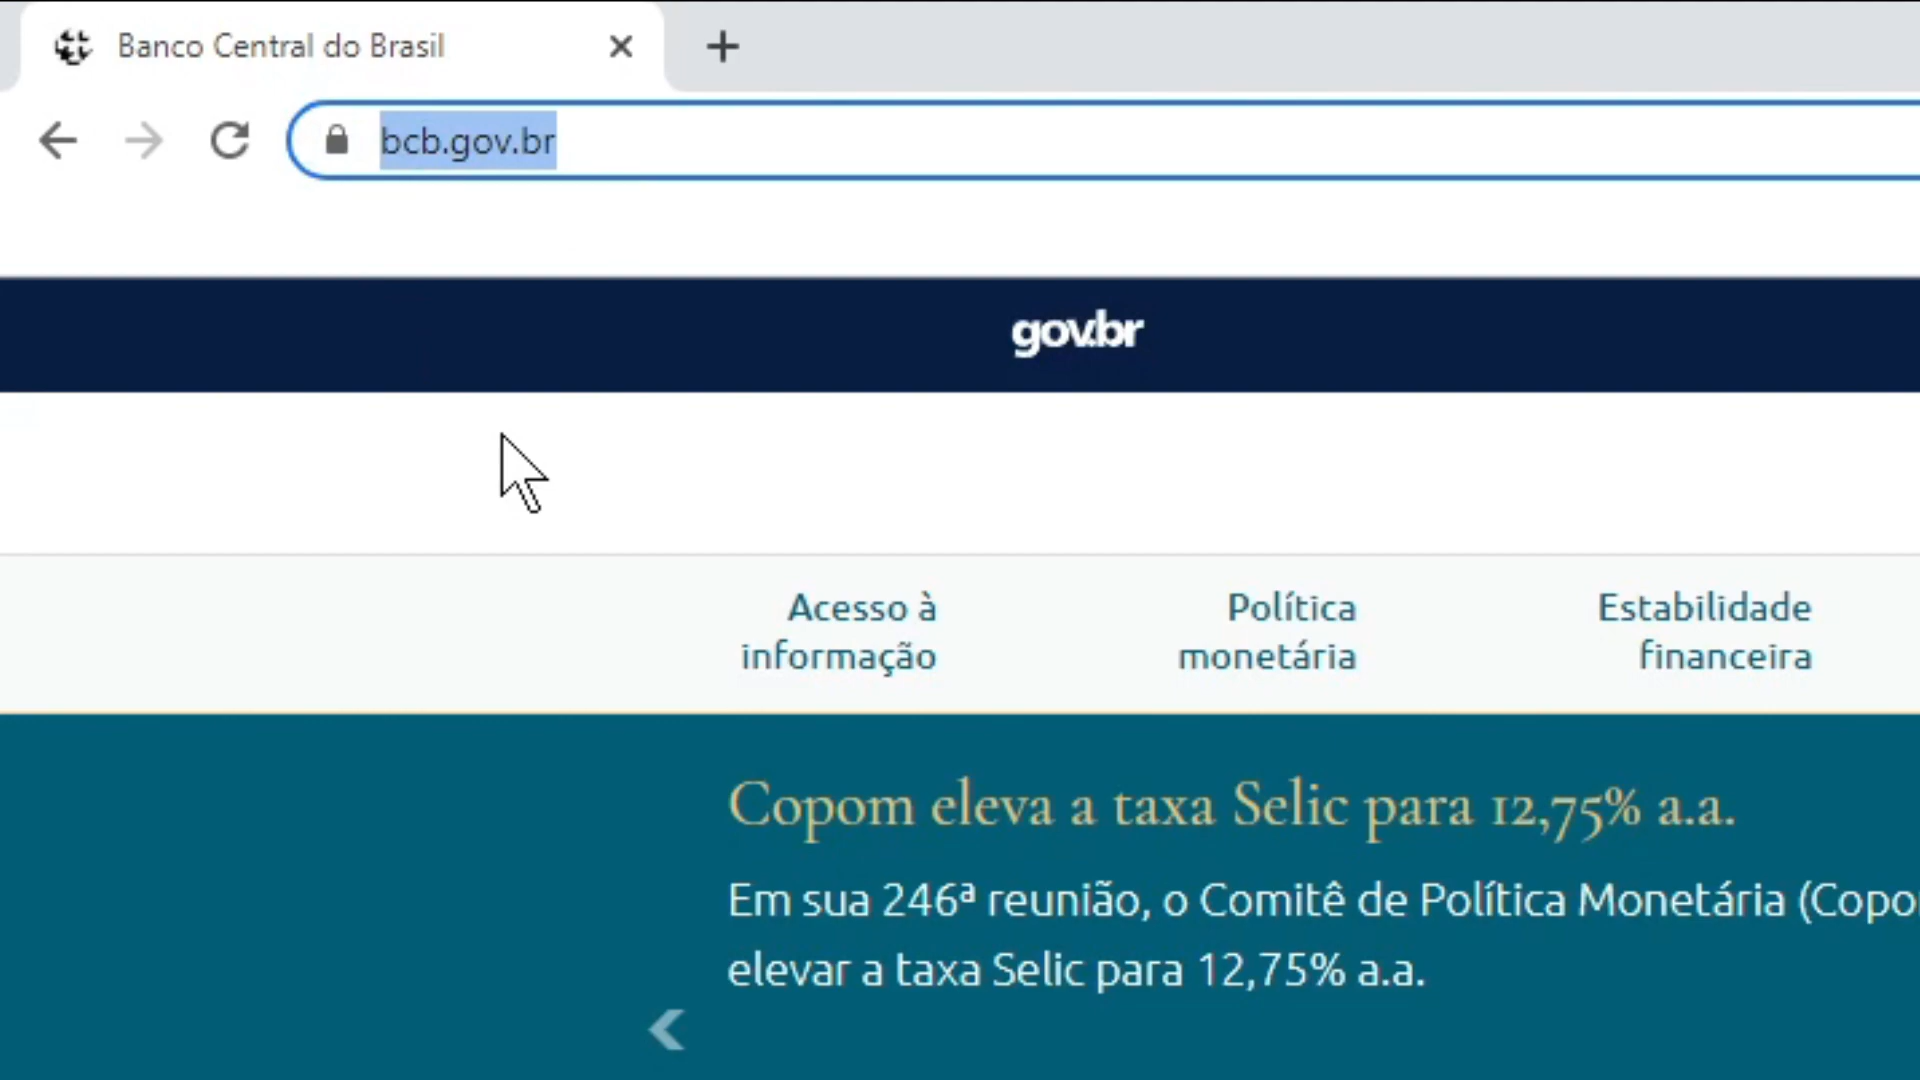 Banco Central do Brasil
bcb.gov.br
gov.br
Acesso à
informação
Política
monetária
Estabilidade
financeira
Copom eleva a taxa Selic para 12,75% a.a.
Em sua 246ª reunião, o Comitê de Política Monetária (Copo
elevar a taxa Selic para 12,75% a.a.